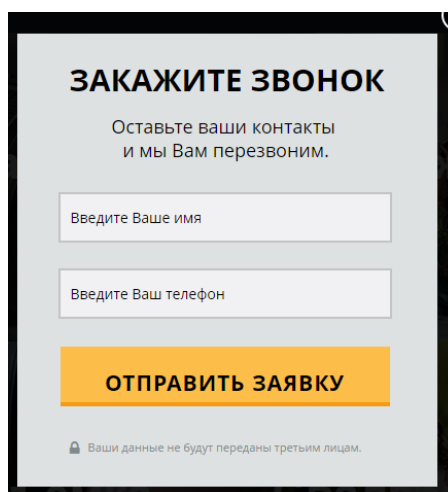 ЗАКАЖИТЕ ЗВОНОК
Оставьте ваши контакты
и мы Вам перезвоним.
Введите Ваше имя
Введите Ваш телефон
ОТПРАВИТЬ ЗАЯВКУ
Ваши данные не будут переданы третьим лицам.